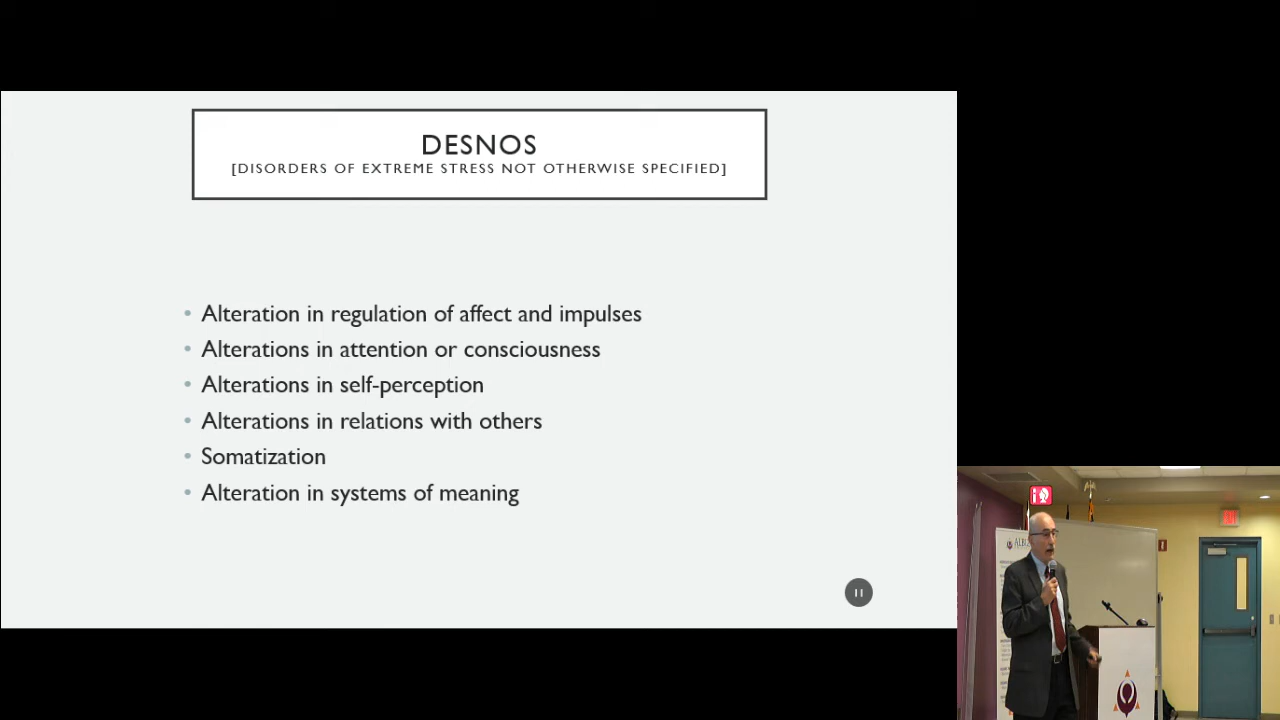 DESNOS
[DISORDERS OF EXTREME STRESS NOT OTHERWISE SPECIFIED]
• Alteration in regulation of affect and impulses
• Alterations in attention or consciousness
• Alterations in self-perception
• Alterations in relations with others
• Somatization
• Alteration in systems of meaning
11